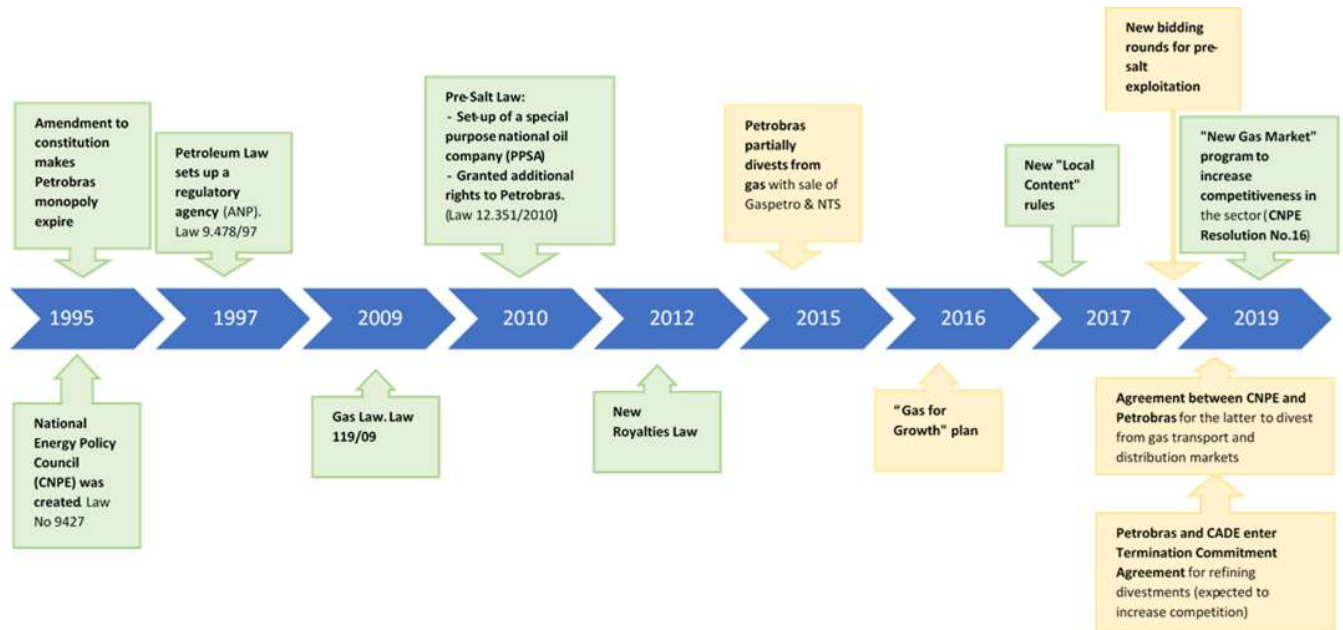 New bidding
rounds for pre-
salt
exploitation
Amendment to
constitution
makes
Petrobras
monopoly
expire
Petroleum Law
sets up a
regulatory
agency (ANP).
Law 9.478/97
Pre-Salt Law:
- Set-up of a special
purpose national oil
company (PPSA)
- Granted additional
rights to Petrobras.
(Law 12.351/2010)
Petrobras
partially
divests from
gas with sale of
Gaspetro & NTS
New "Local
Content"
rules
"New Gas Market"
program to
increase
competitiveness in
the sector (CNPE
Resolution No.16)
1995
1997
2009
2010
2012
2015
2016
2017
2019
National
Energy Policy
Council
(CNPE) was
created. Law
No 9427
Gas Law. Law
119/09
New
Royalties Law
"Gas for
Growth" plan
Agreement between CNPE and
Petrobras for the latter to divest
from gas transport and
distribution markets
Petrobras and CADE enter
Termination Commitment
Agreement for refining
divestments (expected to
increase competition)